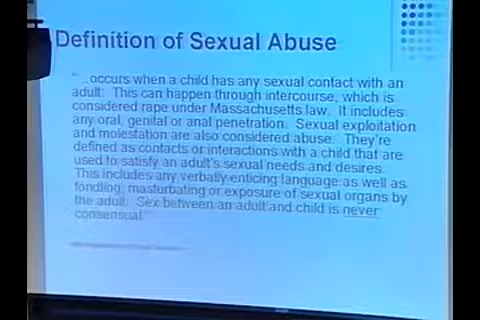 Definition of Sexual Abuse
"...occurs when a child has any sexual contact with an
adult. This can happen through intercourse, which is
considered rape under Massachusetts law. It includes
any oral, genital or anal penetration. Sexual exploitation
and molestation are also considered abuse. They're
defined as contacts or interactions with a child that are
used to satisfy an adult's sexual needs and desires.
This includes any verbally enticing language as well as
fondling, masturbating or exposure of sexual organs by
the adult. Sex between an adult and child is never
consensual."